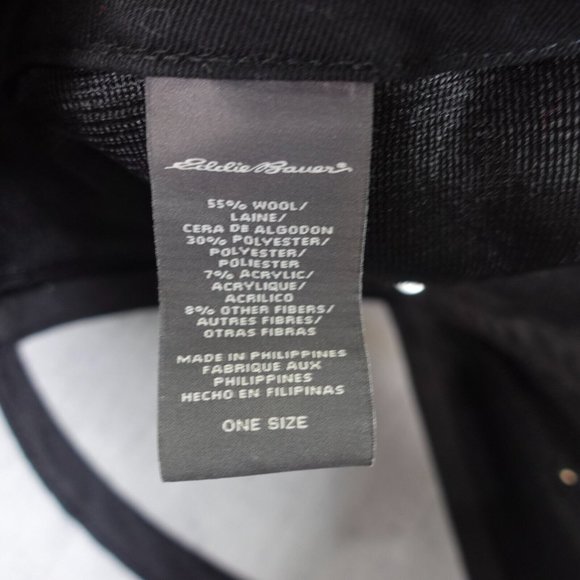 Eddie Bauer®
55% WOOL/
LAINE/
CERA DE ALGODON
30% POLYESTER/
POLYESTER/
POLIESTER
7% ACRYLIC/
ACRYLIQUE/
ACRILICO
8% OTHER FIBERS/
AUTRES FIBRES/
OTRAS FIBRAS
MADE IN PHILIPPINES
FABRIQUE AUX
PHILIPPINES
HECHO EN FILIPINAS
ONE SIZE